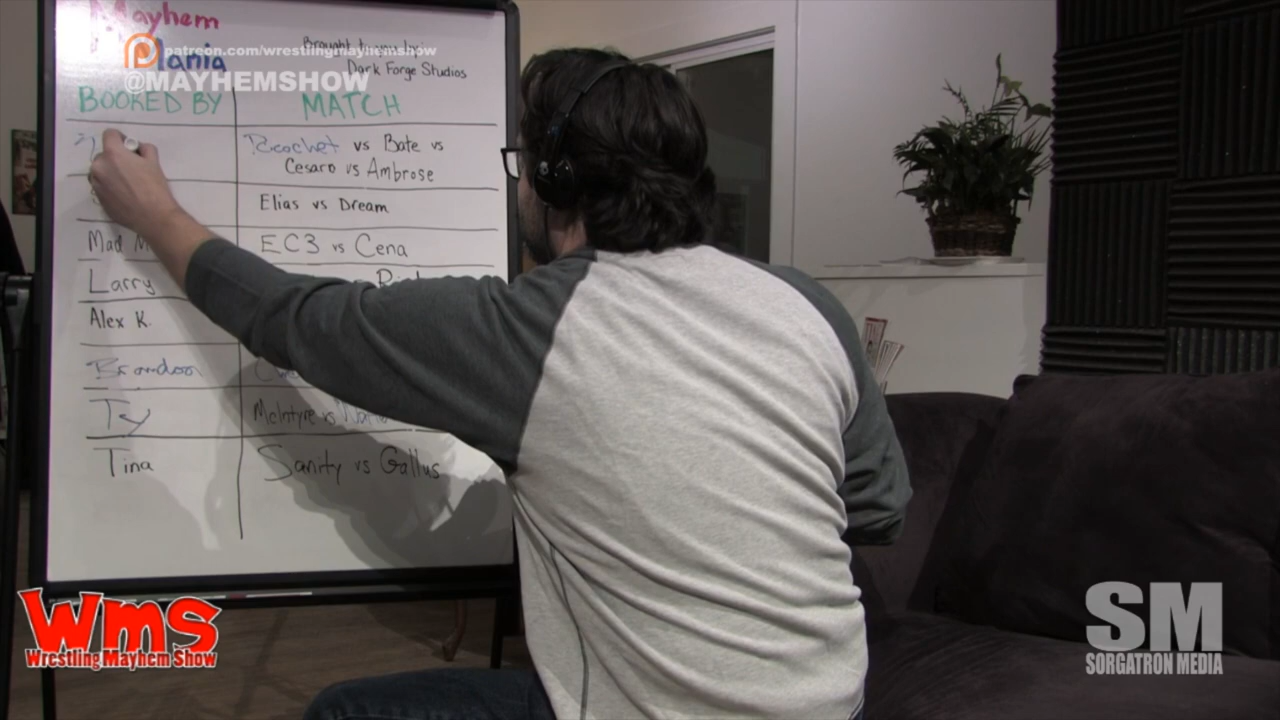 Mayhem
Mania
patreon.com/wrestlingmayhemshow
@MAYHEMSHOW
Brought to you by:
Dark Forge Studios
BOOKED BY
MATCH
Ricochet vs Bate vs
Cesaro vs Ambrose
Elias vs Dream
Mad M
EC3 vs Cena
Larry
Alex K.
Brandon
Ty
McIntyre vs
Tina
Sanity vs Gallus
WMS
Wrestling Mayhem Show
SM
SORGATRON MEDIA